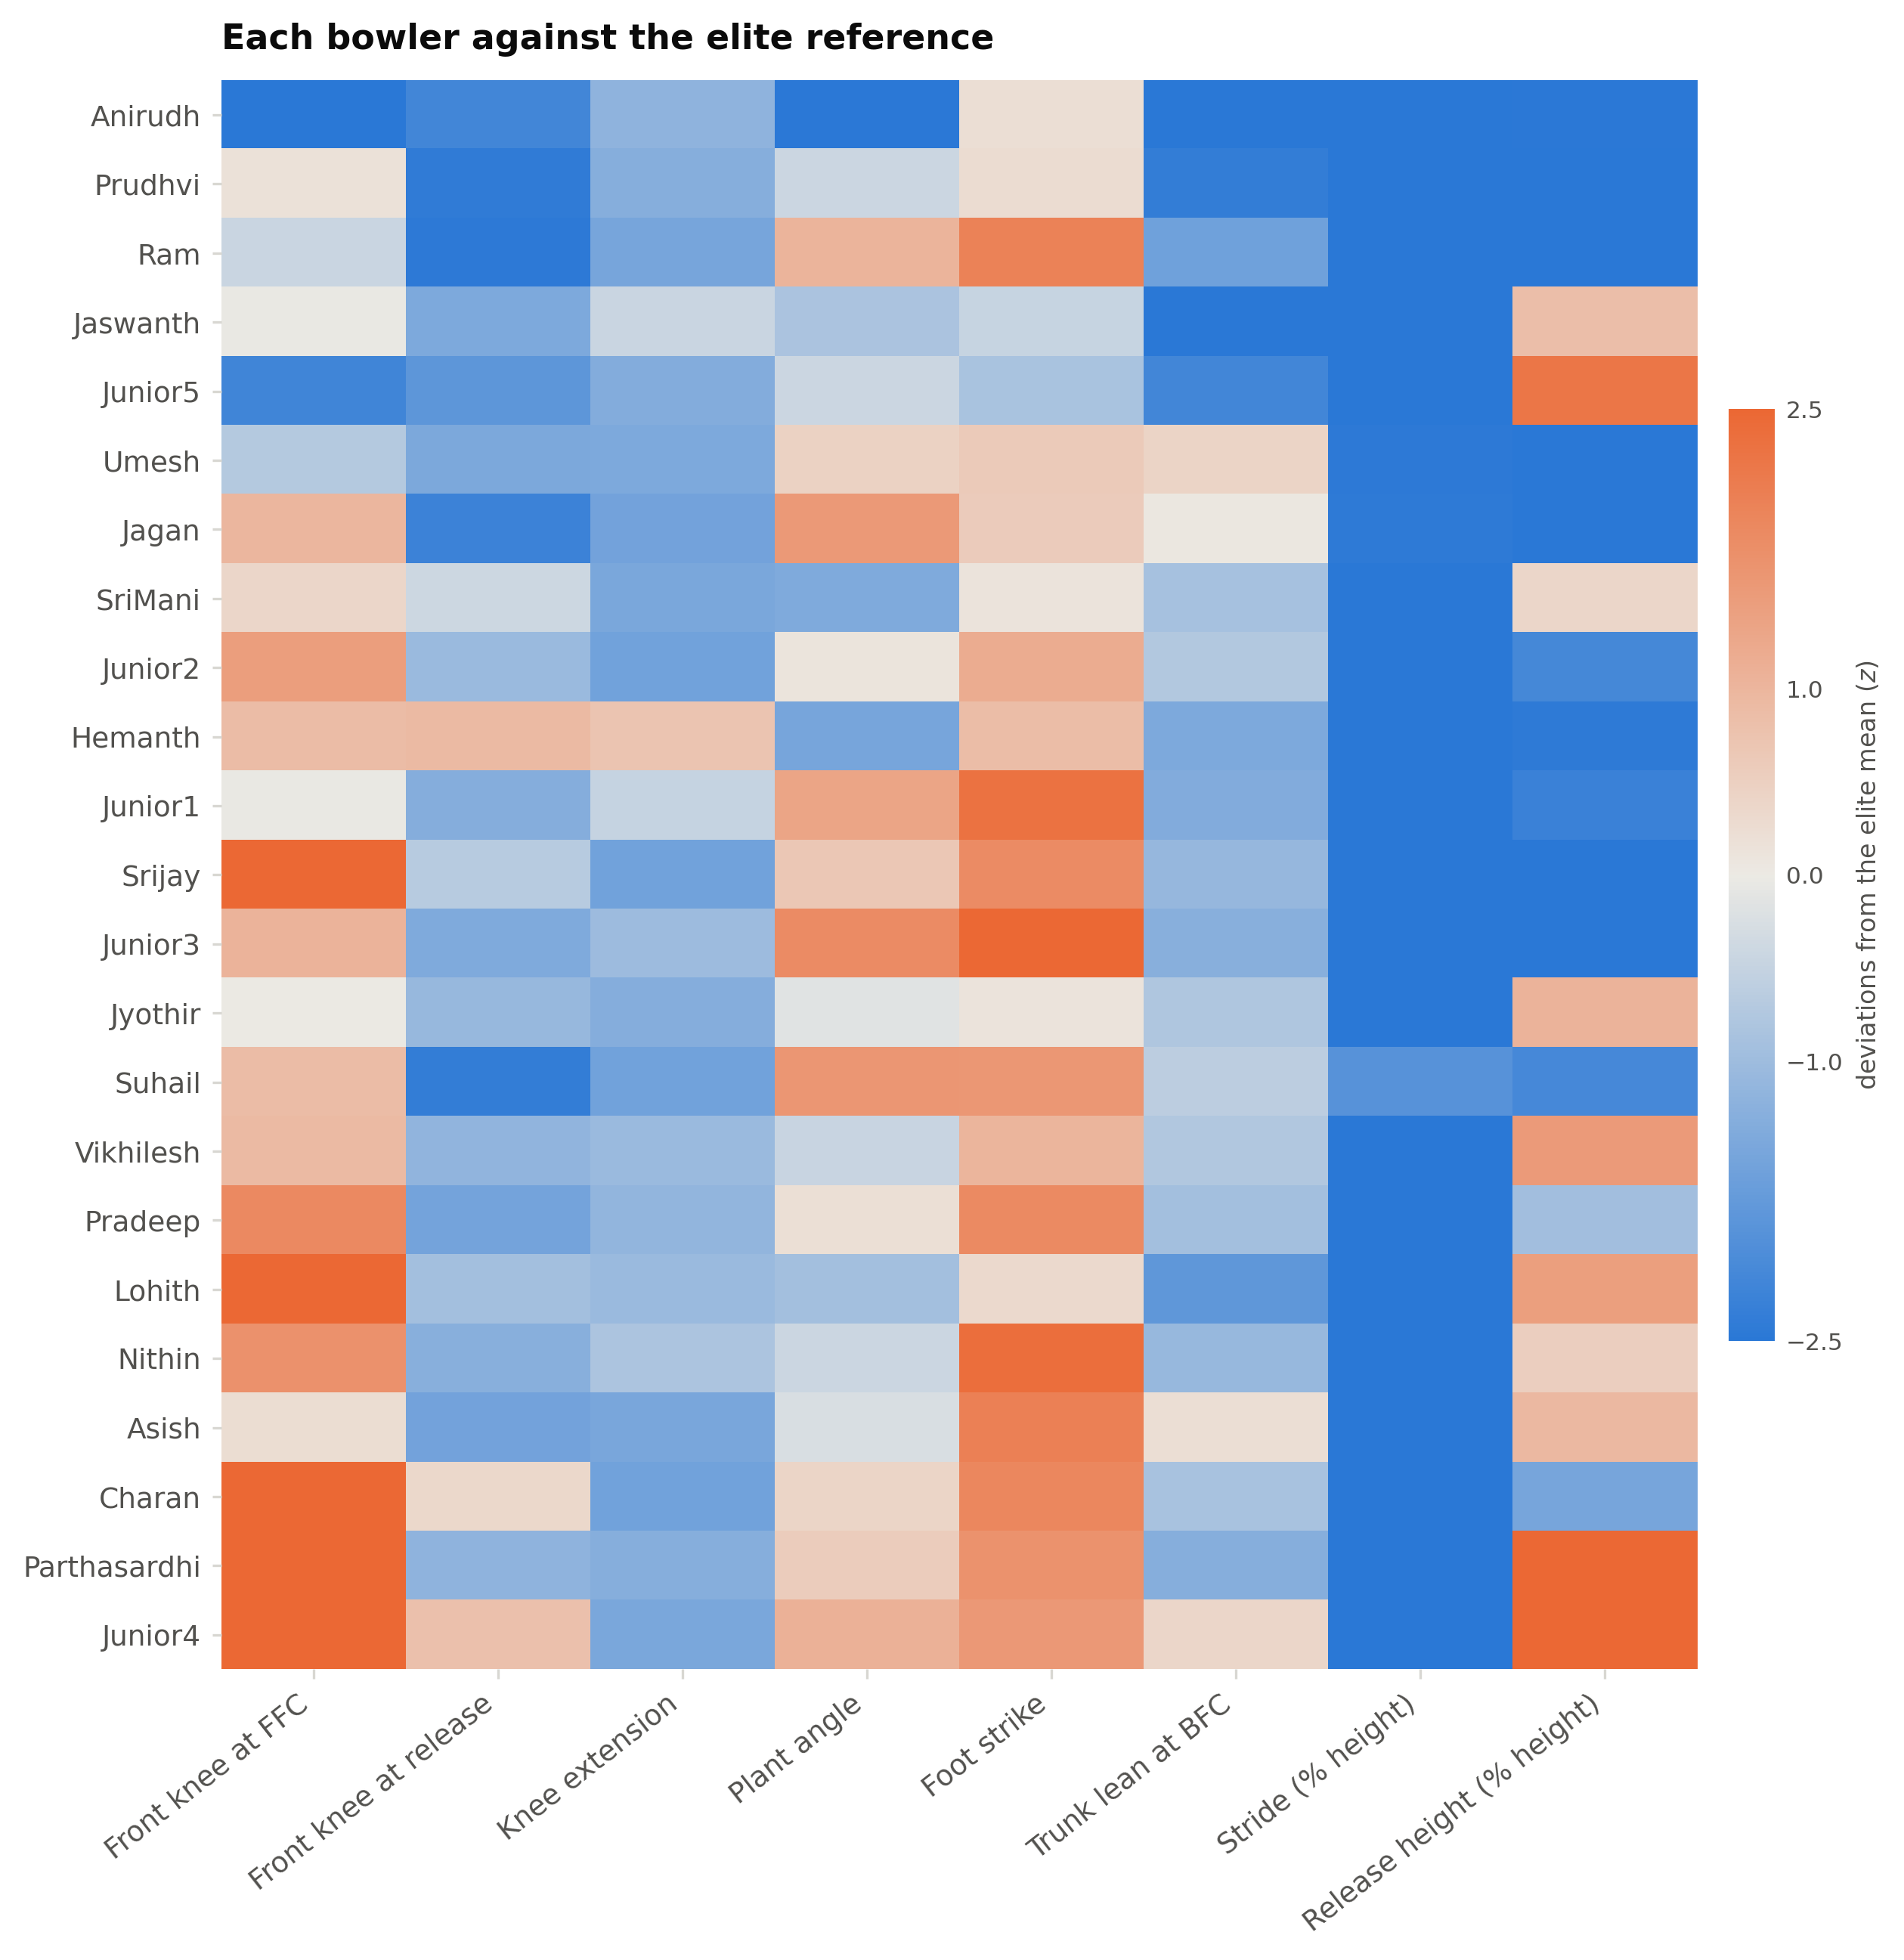 Each bowler against the elite reference
Anirudh
Prudhvi
Ram
Jaswanth
Junior5
Umesh
Jagan
SriMani
Junior2
Hemanth
Junior1
Srijay
Junior3
Jyothir
Suhail
Vikhilesh
Pradeep
Lohith
Nithin
Asish
Charan
Parthasardhi
Junior4
Front knee at FFC
Front knee at release
Knee extension
Plant angle
Foot strike
Trunk lean at BFC
Stride (% height)
Release height (% height)
2.5
1.0
0.0
−1.0
−2.5
deviations from the elite mean (z)